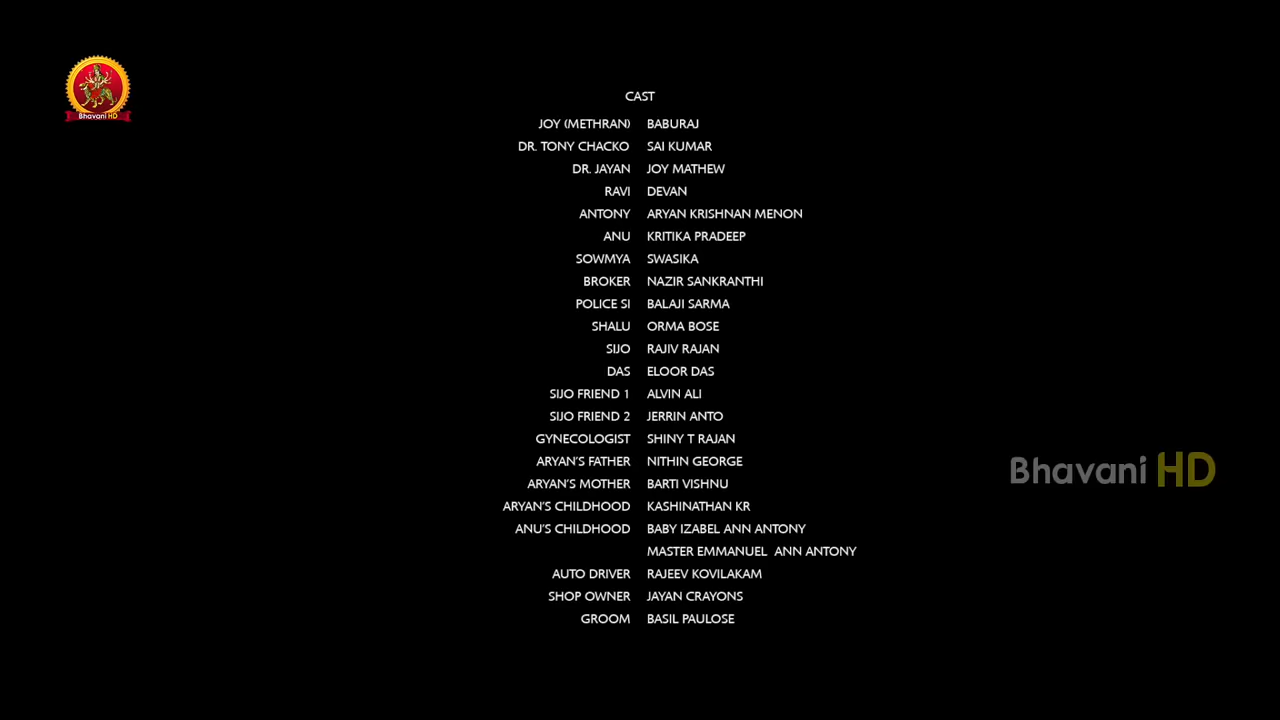 Bhavani HD
CAST
JOY (METHRAN) BABURAJ
DR. TONY CHACKO SAI KUMAR
DR. JAYAN JOY MATHEW
RAVI DEVAN
ANTONY ARYAN KRISHNAN MENON
ANU KRITIKA PRADEEP
SOWMYA SWASIKA
BROKER NAZIR SANKRANTHI
POLICE SI BALAJI SARMA
SHALU ORMA BOSE
SIJO RAJIV RAJAN
DAS ELOOR DAS
SIJO FRIEND 1 ALVIN ALI
SIJO FRIEND 2 JERRIN ANTO
GYNECOLOGIST SHINY T RAJAN
ARYAN'S FATHER NITHIN GEORGE
ARYAN'S MOTHER BARTI VISHNU
ARYAN'S CHILDHOOD KASHINATHAN KR
ANU'S CHILDHOOD BABY IZABEL ANN ANTONY
MASTER EMMANUEL ANN ANTONY
AUTO DRIVER RAJEEV KOVILAKAM
SHOP OWNER JAYAN CRAYONS
GROOM BASIL PAULOSE
Bhavani HD